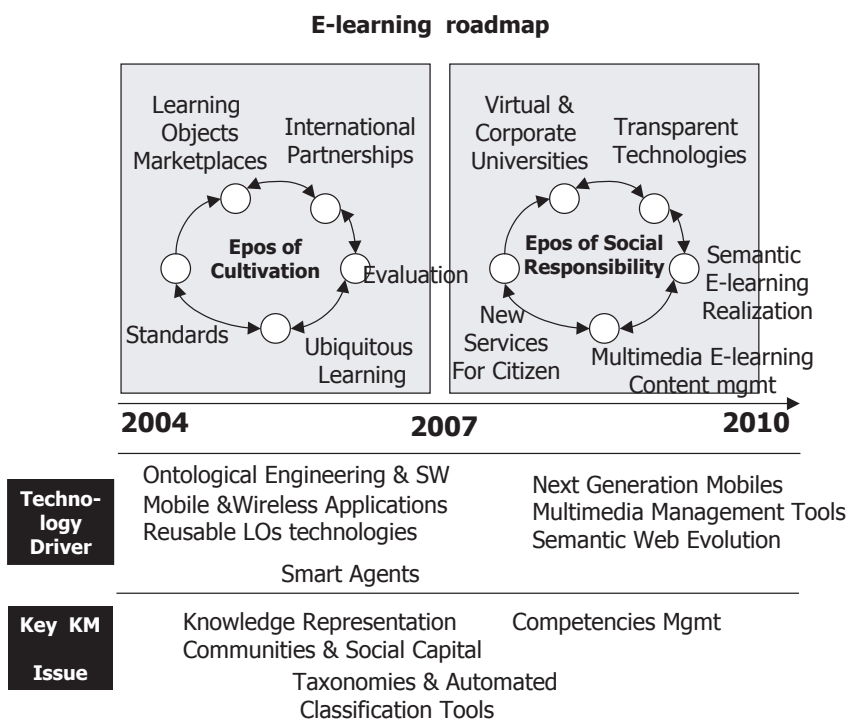 E-learning roadmap
Learning
Objects
Marketplaces
International
Partnerships
Epos of
Cultivation
Evaluation
Standards
Ubiquitous
Learning
Virtual &
Corporate
Universities
Transparent
Technologies
Epos of Social
Responsibility
Semantic
E-learning
Realization
New
Services
For Citizen
Multimedia E-learning
Content mgmt
2004
2007
2010
Techno-
logy
Driver
Ontological Engineering & SW
Mobile &Wireless Applications
Reusable LOs technologies
Smart Agents
Next Generation Mobiles
Multimedia Management Tools
Semantic Web Evolution
Key KM
Issue
Knowledge Representation
Communities & Social Capital
Taxonomies & Automated
Classification Tools
Competencies Mgmt